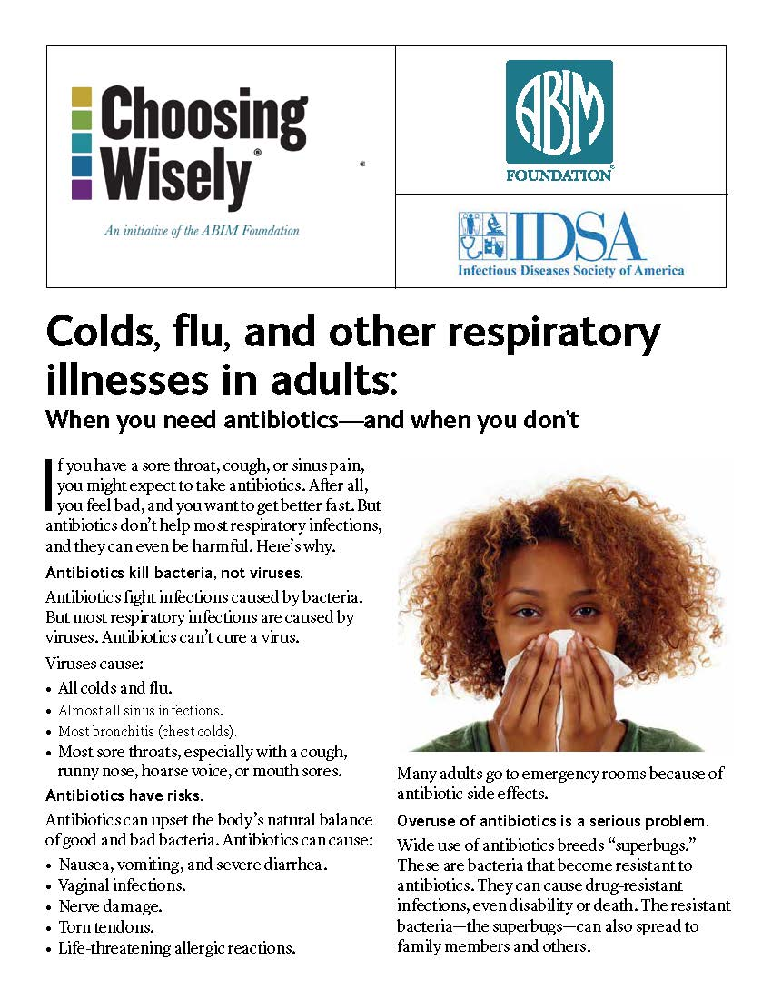 Choosing
Wisely®
An initiative of the ABIM Foundation
®
ABIM
FOUNDATION®
IDSA
Infectious Diseases Society of America
Colds, flu, and other respiratory
illnesses in adults:
When you need antibiotics—and when you don't
If you have a sore throat, cough, or sinus pain,
you might expect to take antibiotics. After all,
you feel bad, and you want to get better fast. But
antibiotics don't help most respiratory infections,
and they can even be harmful. Here's why.
Antibiotics kill bacteria, not viruses.
Antibiotics fight infections caused by bacteria.
But most respiratory infections are caused by
viruses. Antibiotics can't cure a virus.
Viruses cause:
• All colds and flu.
• Almost all sinus infections.
• Most bronchitis (chest colds).
• Most sore throats, especially with a cough,
runny nose, hoarse voice, or mouth sores.
Antibiotics have risks.
Antibiotics can upset the body's natural balance
of good and bad bacteria. Antibiotics can cause:
• Nausea, vomiting, and severe diarrhea.
• Vaginal infections.
• Nerve damage.
• Torn tendons.
• Life-threatening allergic reactions.
Many adults go to emergency rooms because of
antibiotic side effects.
Overuse of antibiotics is a serious problem.
Wide use of antibiotics breeds “superbugs.”
These are bacteria that become resistant to
antibiotics. They can cause drug-resistant
infections, even disability or death. The resistant
bacteria—the superbugs—can also spread to
family members and others.